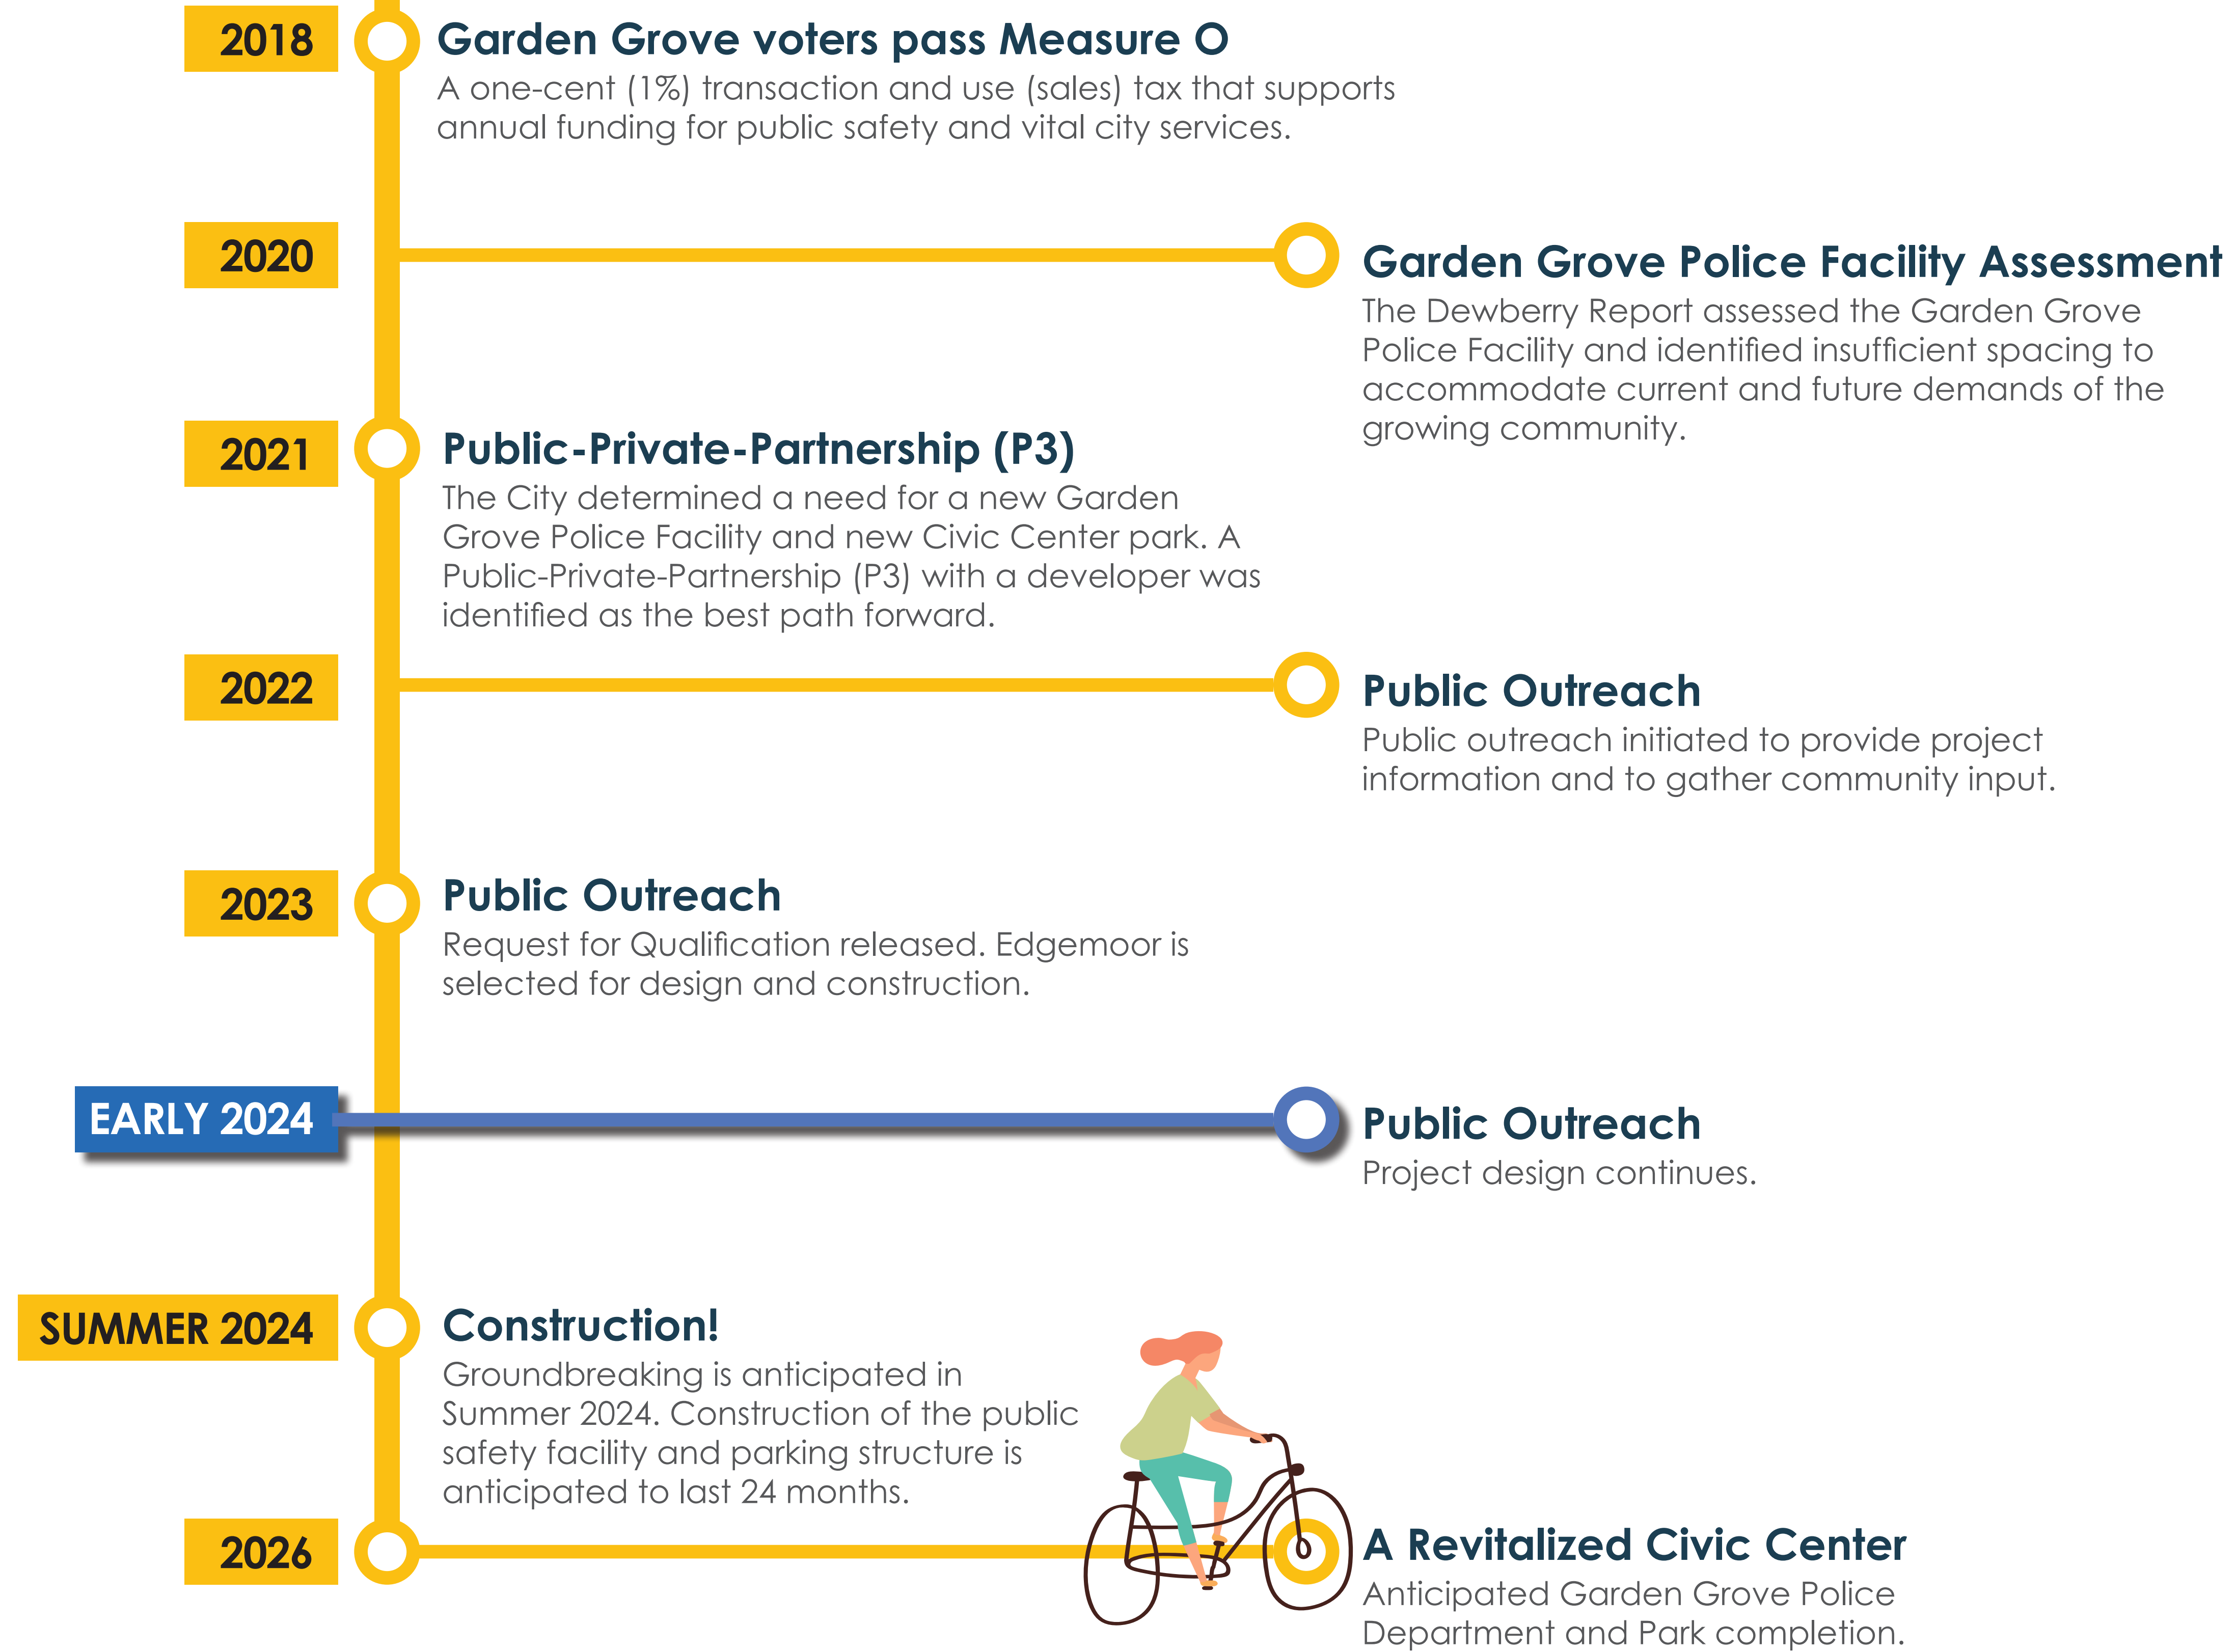 2018
Garden Grove voters pass Measure O
A one-cent (1%) transaction and use (sales) tax that supports
annual funding for public safety and vital city services.
2020
Garden Grove Police Facility Assessment
The Dewberry Report assessed the Garden Grove
Police Facility and identified insufficient spacing to
accommodate current and future demands of the
growing community.
2021
Public-Private-Partnership (P3)
The City determined a need for a new Garden
Grove Police Facility and new Civic Center park. A
Public-Private-Partnership (P3) with a developer was
identified as the best path forward.
2022
Public Outreach
Public outreach initiated to provide project
information and to gather community input.
2023
Public Outreach
Request for Qualification released. Edgemoor is
selected for design and construction.
EARLY 2024
Public Outreach
Project design continues.
SUMMER 2024
Construction!
Groundbreaking is anticipated in
Summer 2024. Construction of the public
safety facility and parking structure is
anticipated to last 24 months.
2026
A Revitalized Civic Center
Anticipated Garden Grove Police
Department and Park completion.